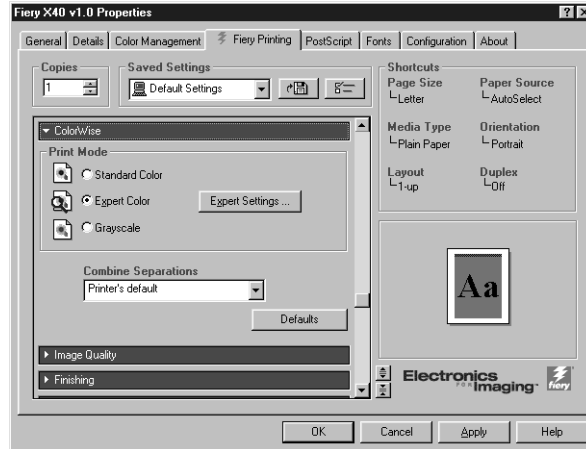 Fiery X40 v1.0 Properties
General Details Color Management Fiery Printing PostScript Fonts Configuration About
Copies
1
Saved Settings
Default Settings
ColorWise
Print Mode
Standard Color
Expert Color
Expert Settings ...
Grayscale
Combine Separations
Printer's default
Defaults
Image Quality
Finishing
Shortcuts
Page Size
Letter
Paper Source
AutoSelect
Media Type
Plain Paper
Orientation
Portrait
Layout
1-up
Duplex
Off
Aa
Electronics
FOR Imaging
fiery
OK Cancel Apply Help